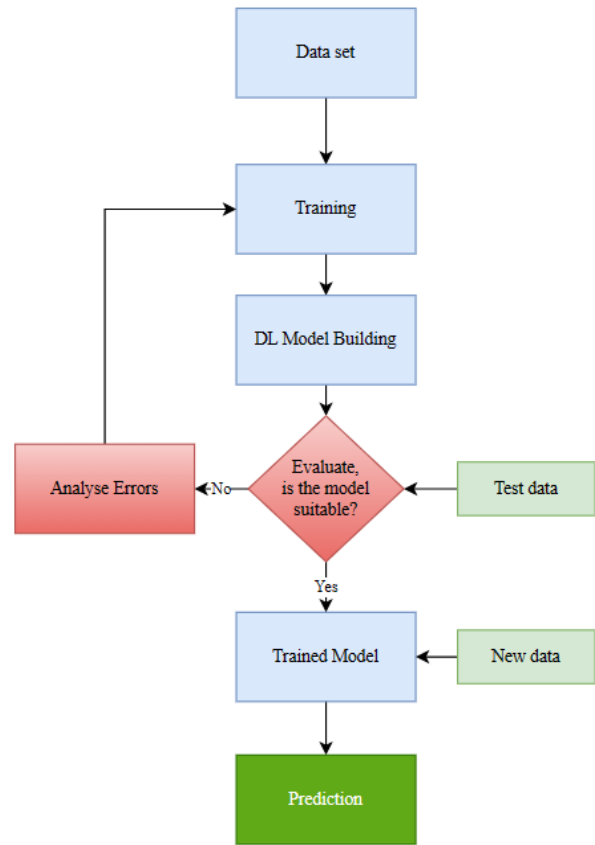 Data set
Training
DL Model Building
Evaluate,
is the model
suitable?
Analyse Errors
No
Test data
Yes
Trained Model
New data
Prediction